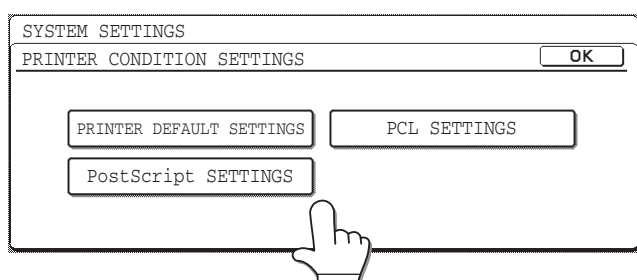 SYSTEM SETTINGS
PRINTER CONDITION SETTINGS OK
PRINTER DEFAULT SETTINGS PCL SETTINGS
PostScript SETTINGS